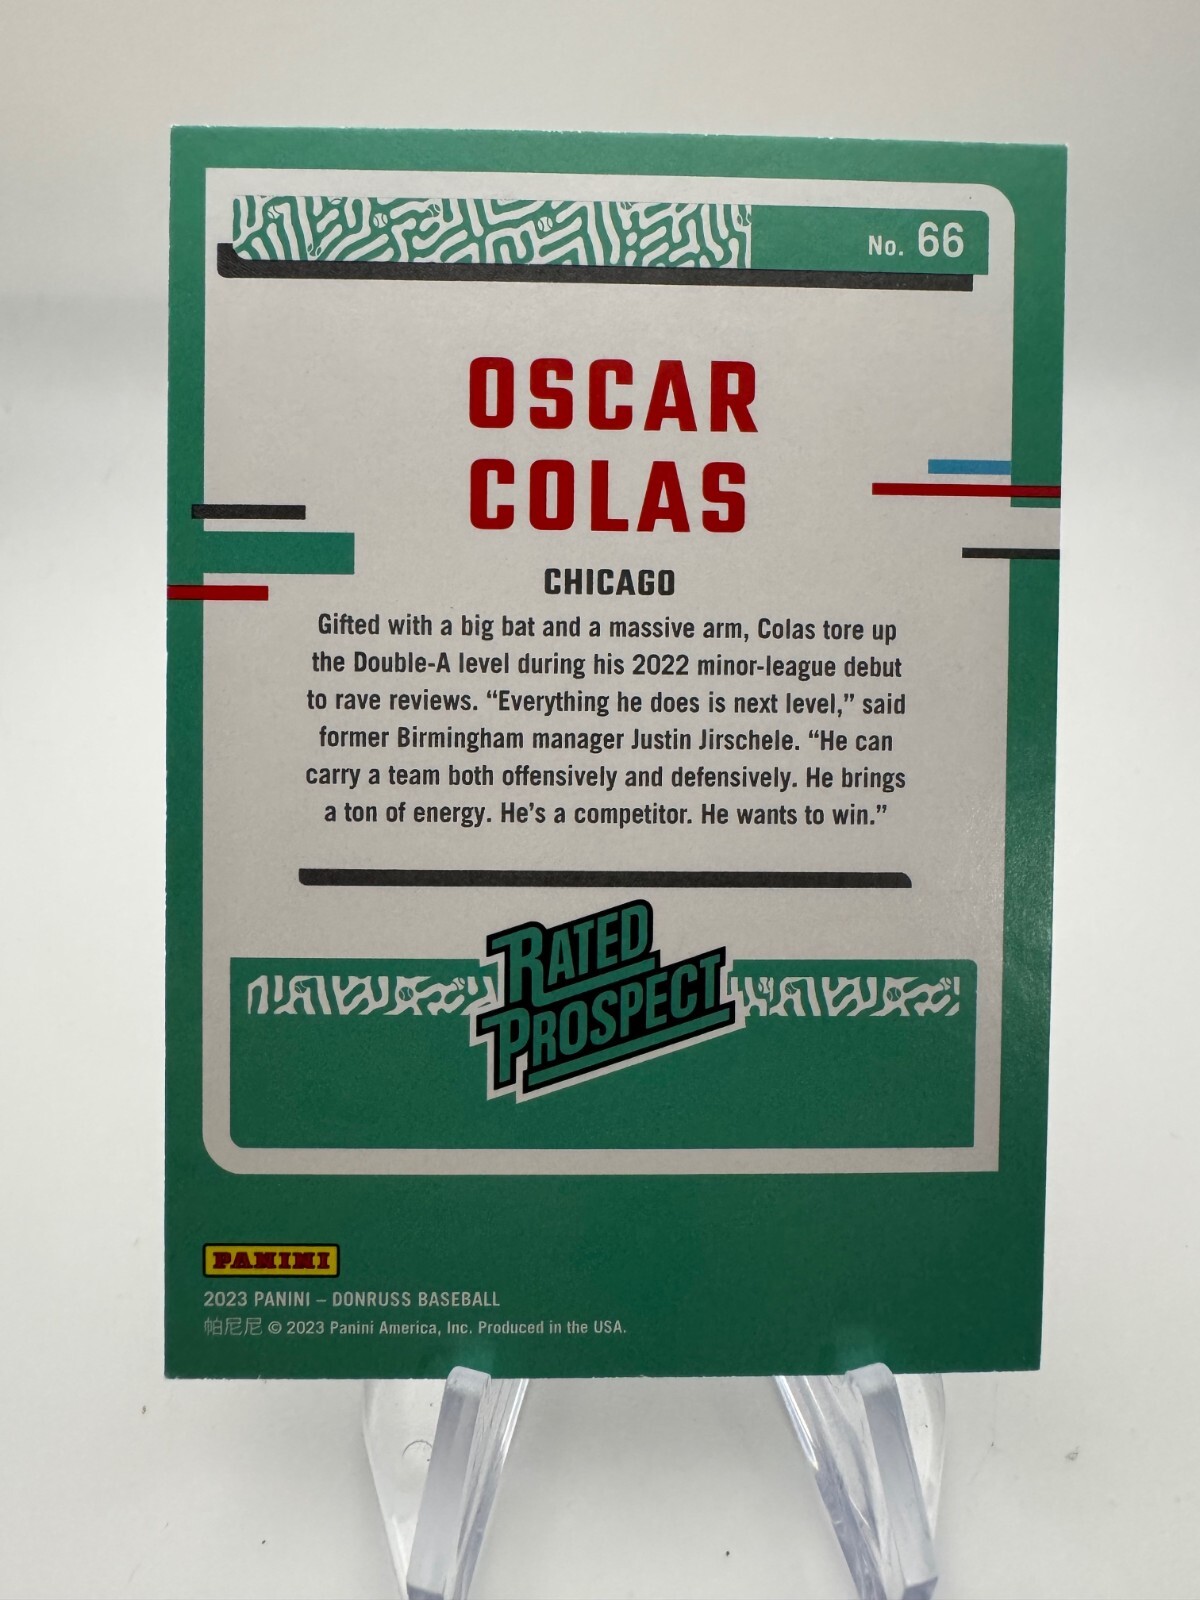 No. 66
OSCAR
COLAS
CHICAGO
Gifted with a big bat and a massive arm, Colas tore up
the Double-A level during his 2022 minor-league debut
to rave reviews. “Everything he does is next level,” said
former Birmingham manager Justin Jirschele. “He can
carry a team both offensively and defensively. He brings
a ton of energy. He’s a competitor. He wants to win.”
RATED
PROSPECT
PANINI
2023 PANINI – DONRUSS BASEBALL
帕尼尼 © 2023 Panini America, Inc. Produced in the USA.